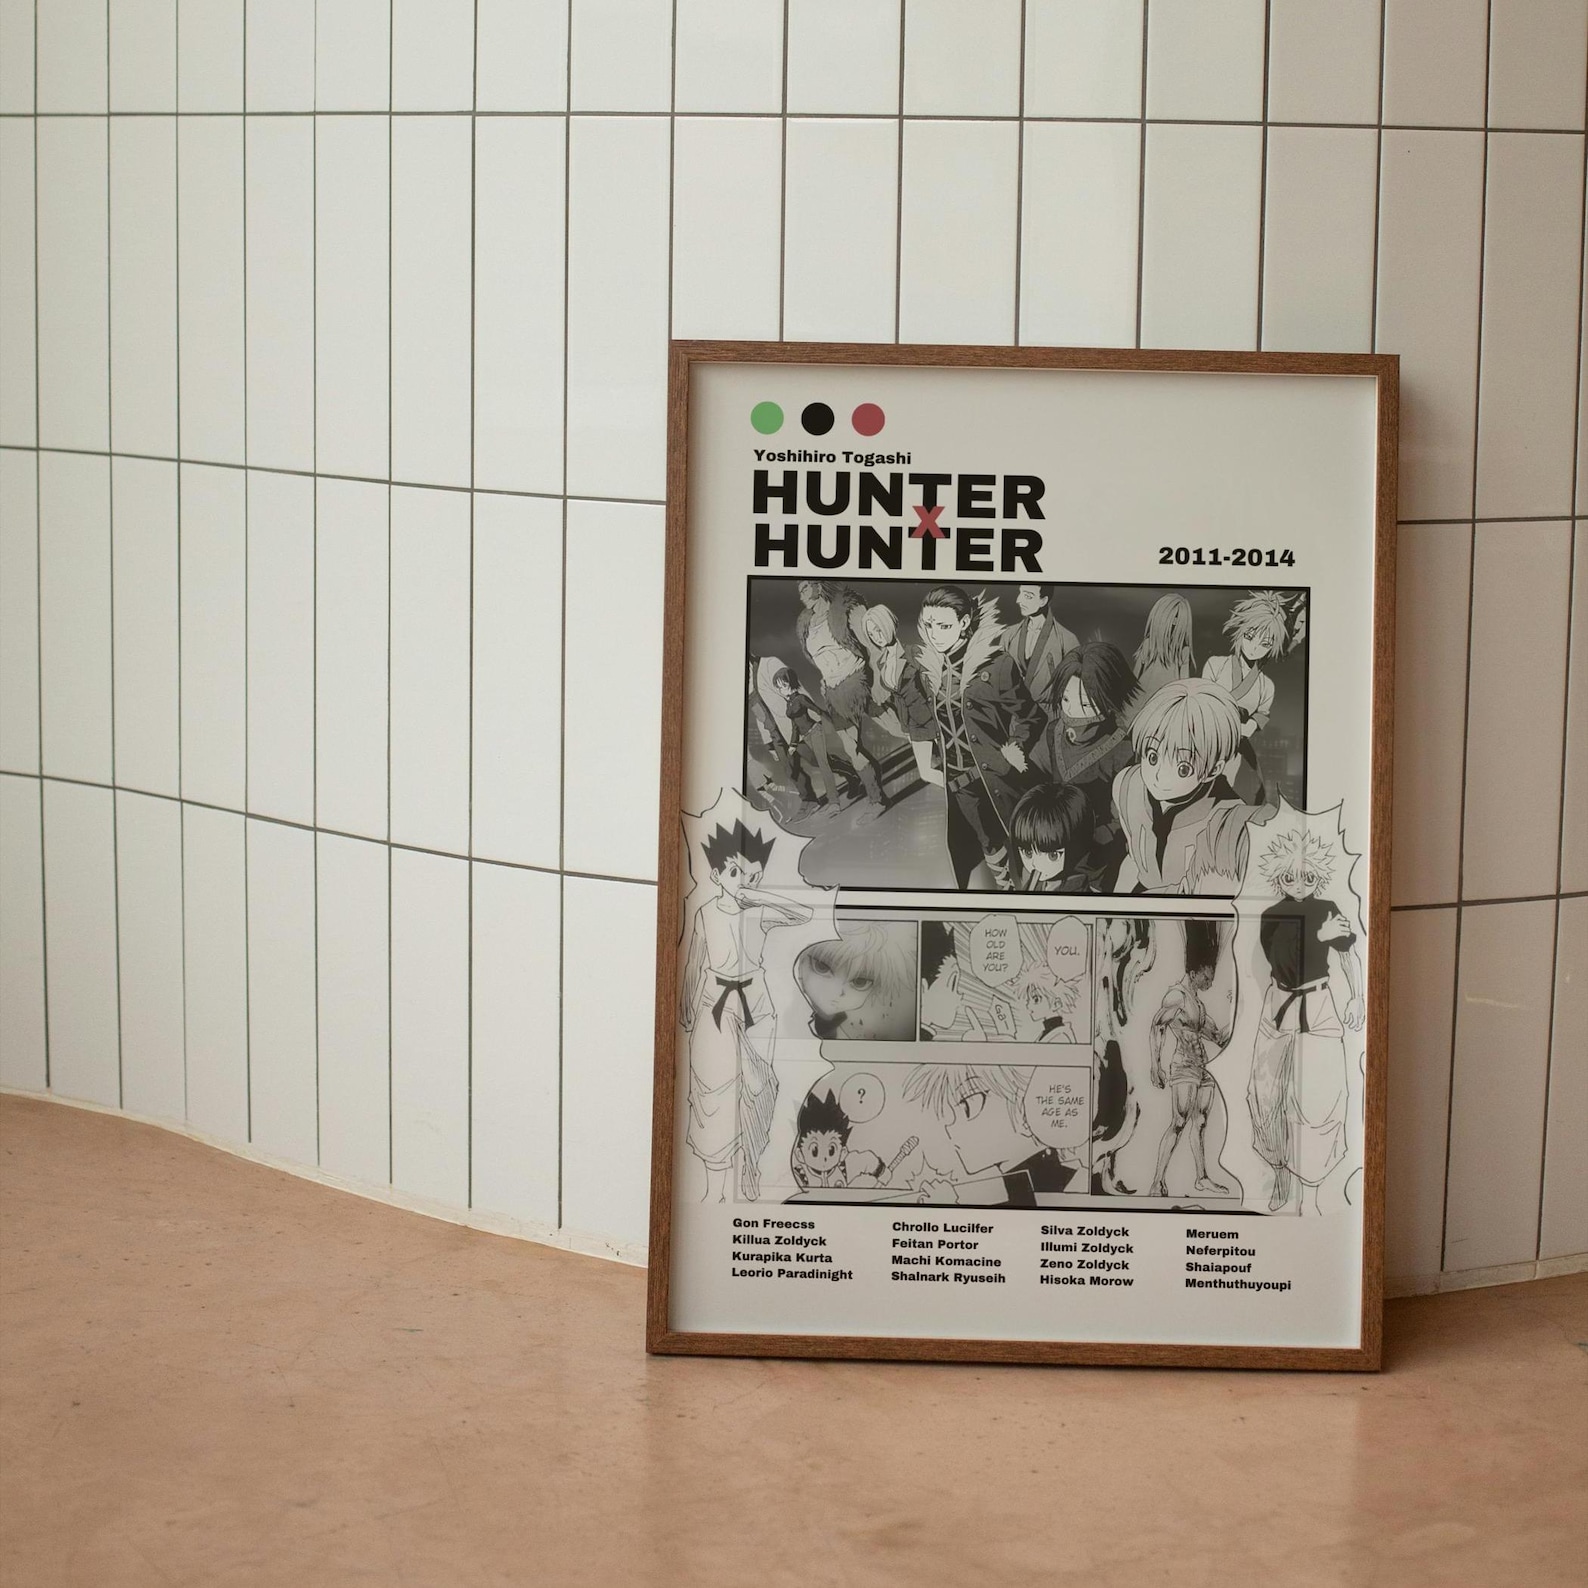 Yoshihiro Togashi
HUNTER
X
HUNTER
2011-2014
HOW
OLD
ARE
YOU?
YOU.
?
HE'S
THE SAME
AGE AS
ME.
Gon Freecss
Killua Zoldyck
Kurapika Kurta
Leorio Paradinight
Chrollo Lucilfer
Feitan Portor
Machi Komacine
Shalnark Ryuseih
Silva Zoldyck
Illumi Zoldyck
Zeno Zoldyck
Hisoka Morow
Meruem
Neferpitou
Shaiapouf
Menthuthuyoupi